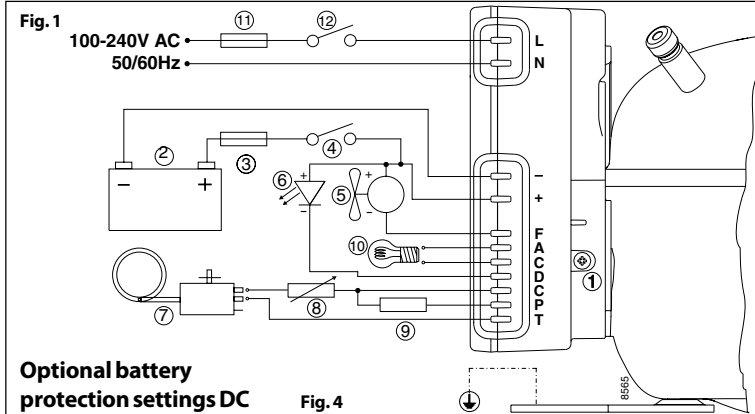 Fig. 1
⑪ ⑫
100-240V AC L
50/60Hz N
② ③ ④
− + −
⑥ + ⑤ + +
− − F
⑩ A
C
① D
C
⑦ ⑧ P
⑨ T
Optional battery
protection settings DC Fig. 4
8565